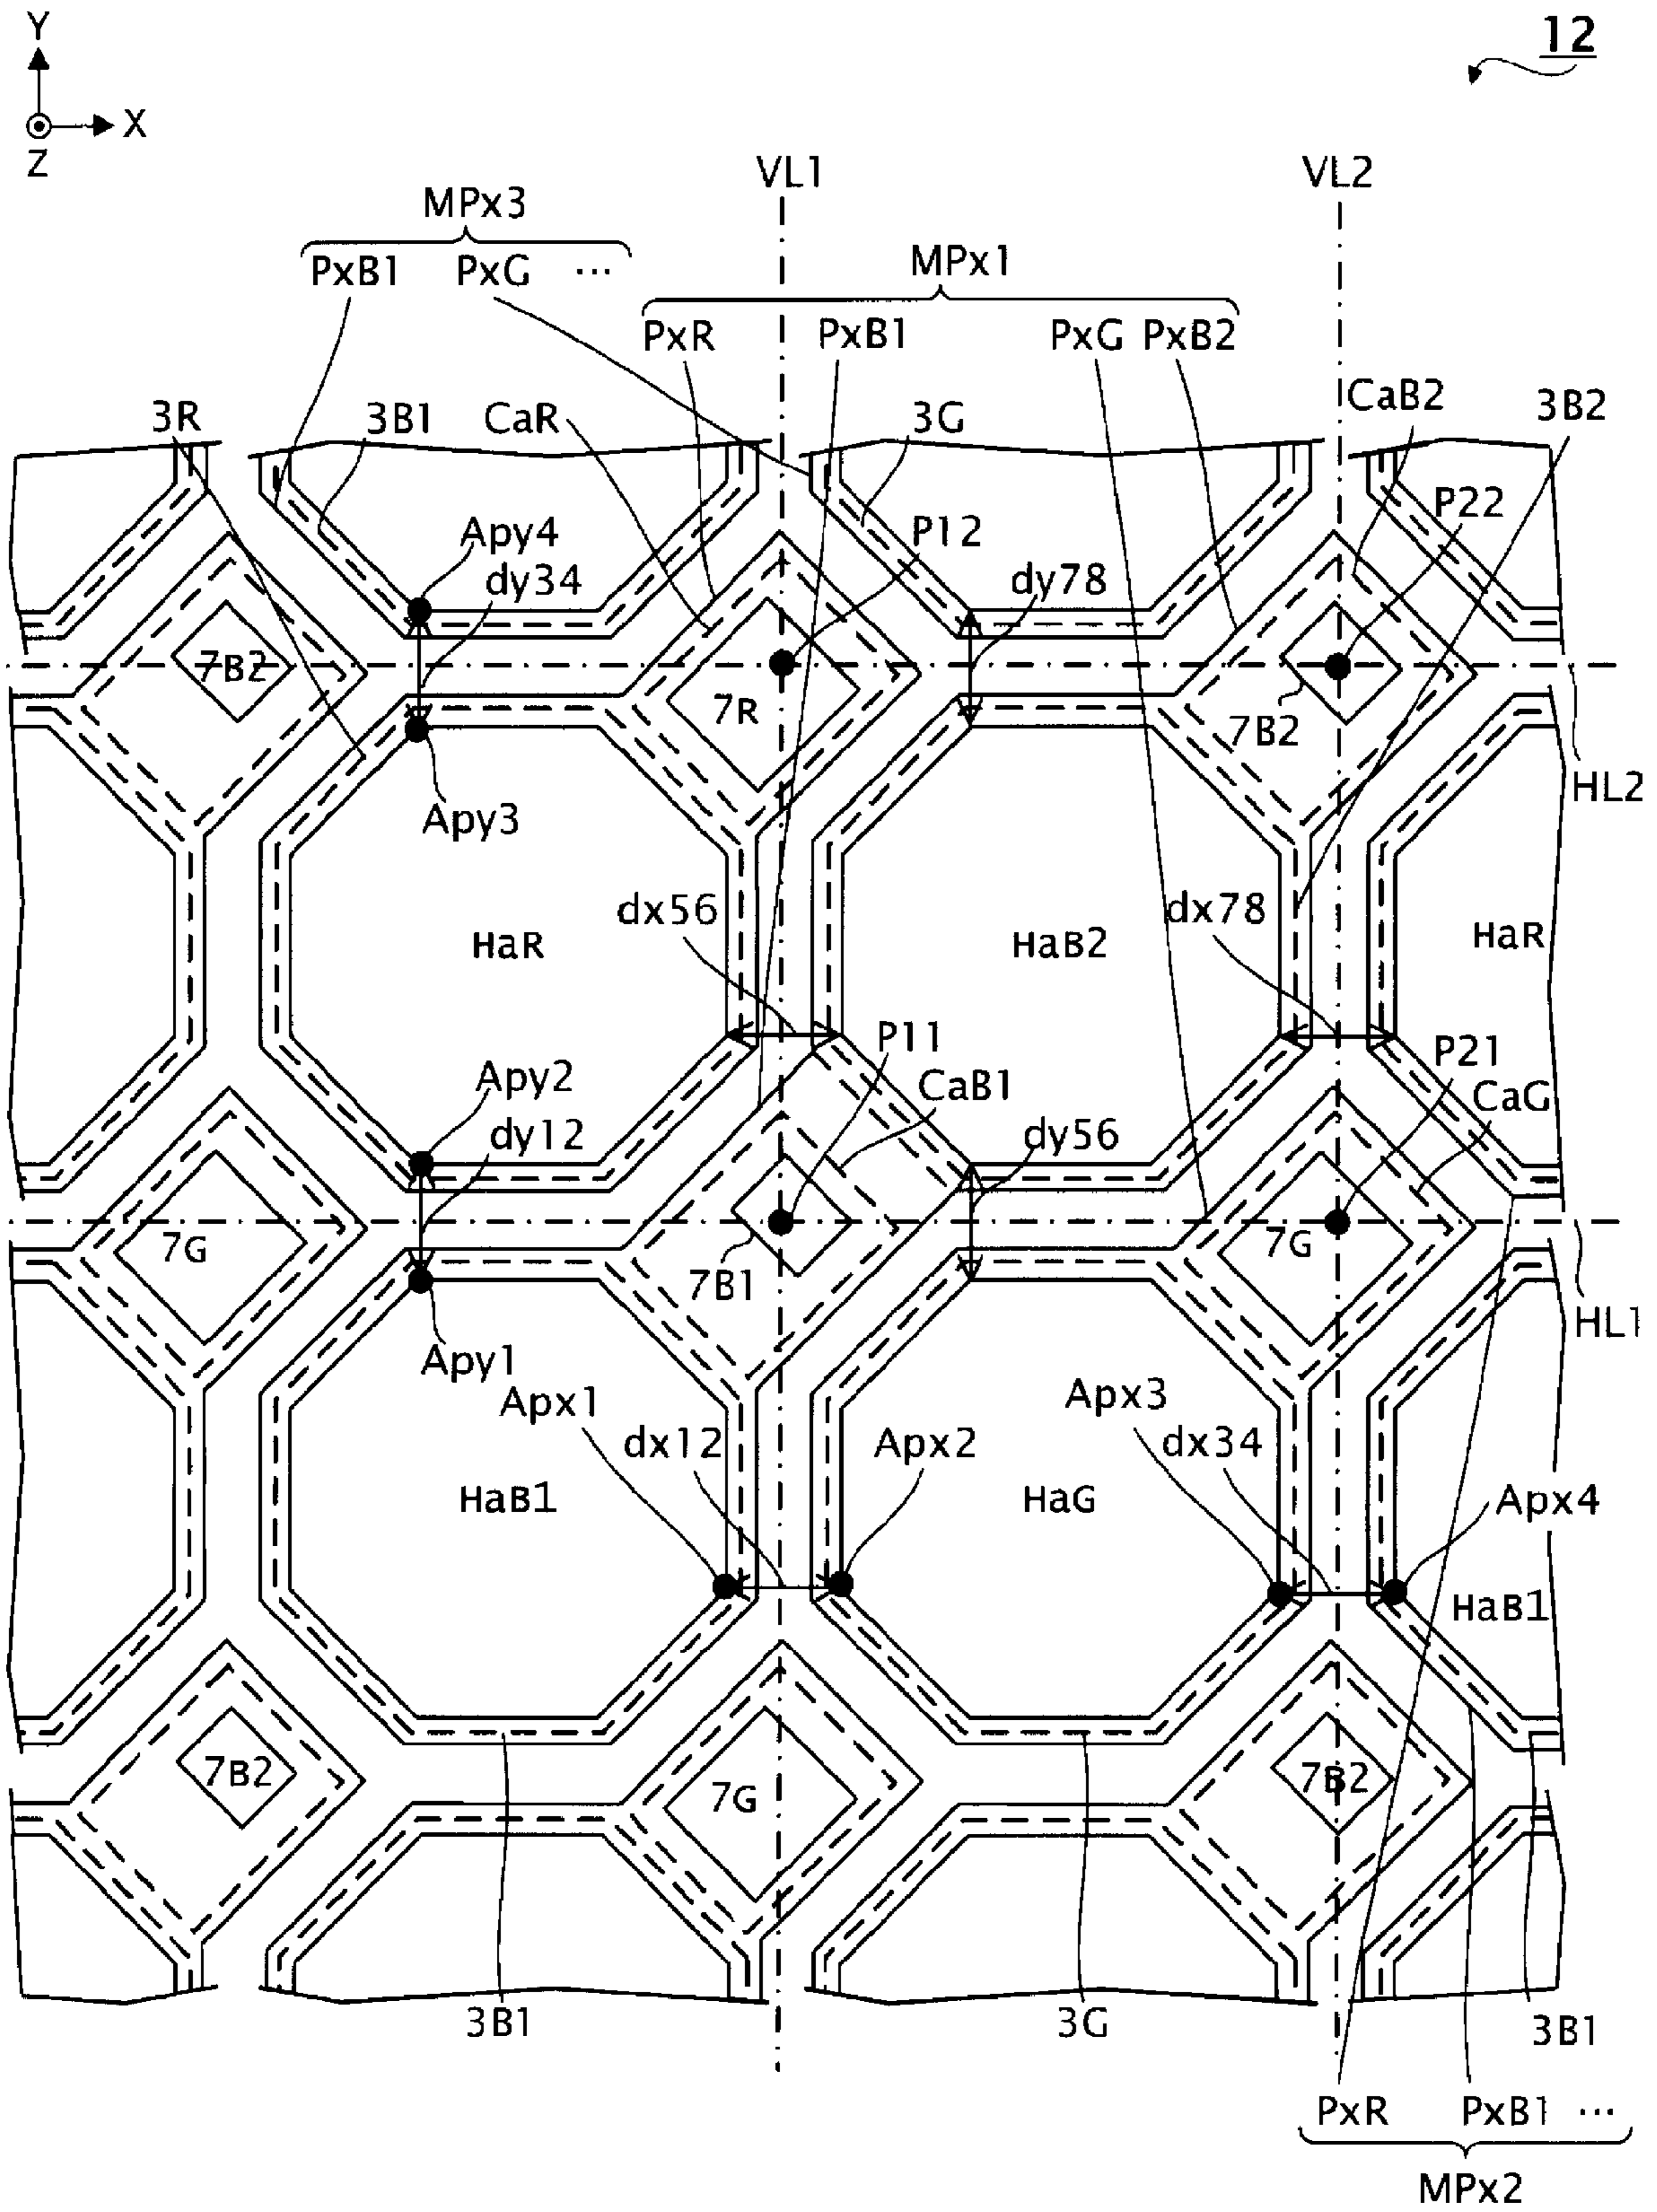 Y
12
X
Z
VL1 VL2
MPx3
MPx1
PxB1 PxG ...
PxR PxB1 PxG PxB2
3R 3B1 CaR 3G CaB2 3B2
P22
Apy4 P12
dy34 dy78
7B2
7R
7B2
HL2
Apy3
dx56 dx78
HaR HaB2 HaR
P11 P21
Apy2 CaB1 CaG
dy12 dy56
7G 7G
7B1
HL1
Apy1
Apx1 Apx3
dx12 Apx2 dx34
HaB1 HaG Apx4
HaB1
7B2 7B2
7G
3B1 3G 3B1
PxR PxB1 ...
MPx2